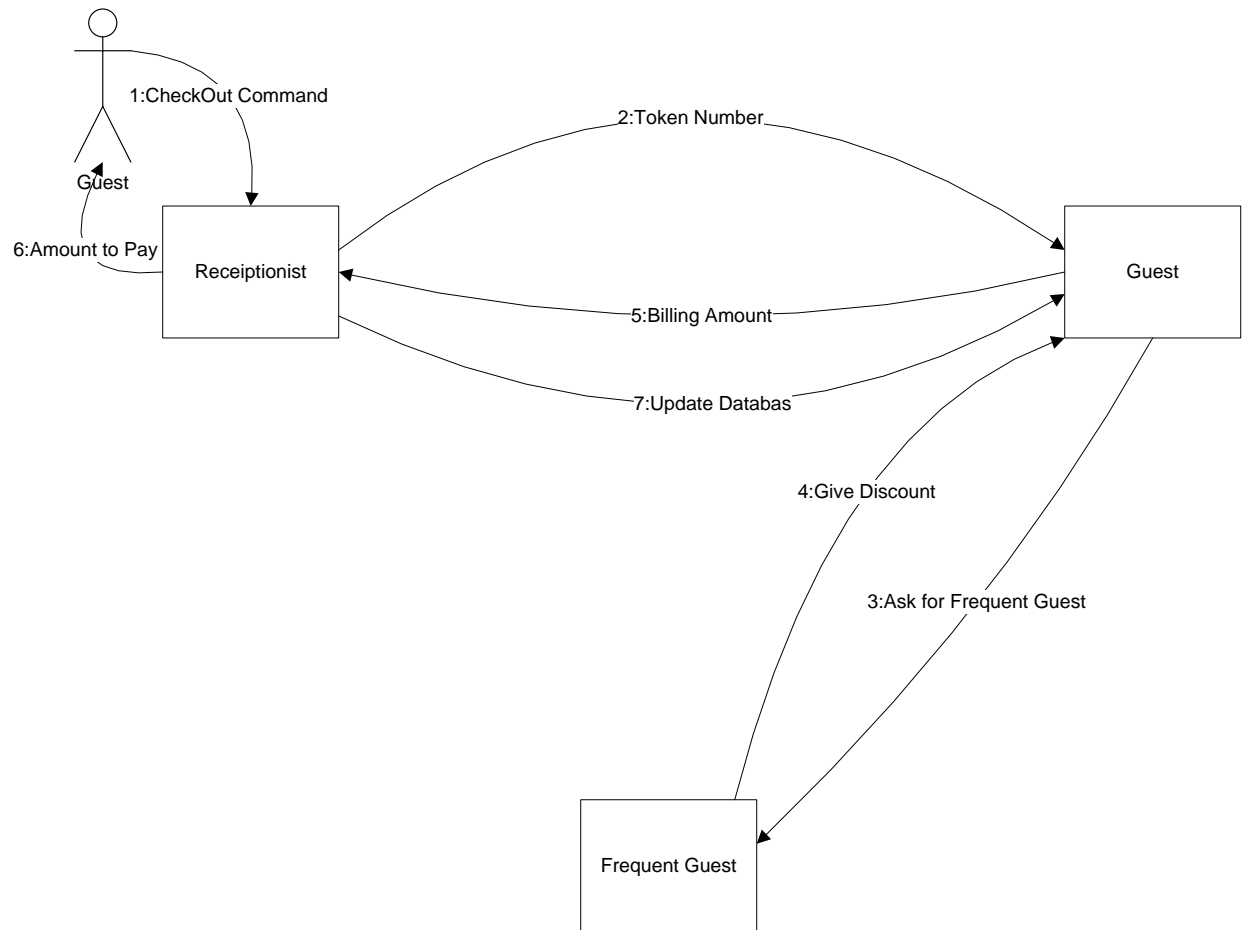 1:CheckOut Command
2:Token Number
Guest
6:Amount to Pay
Receiptionist
Guest
5:Billing Amount
7:Update Databas
4:Give Discount
3:Ask for Frequent Guest
Frequent Guest